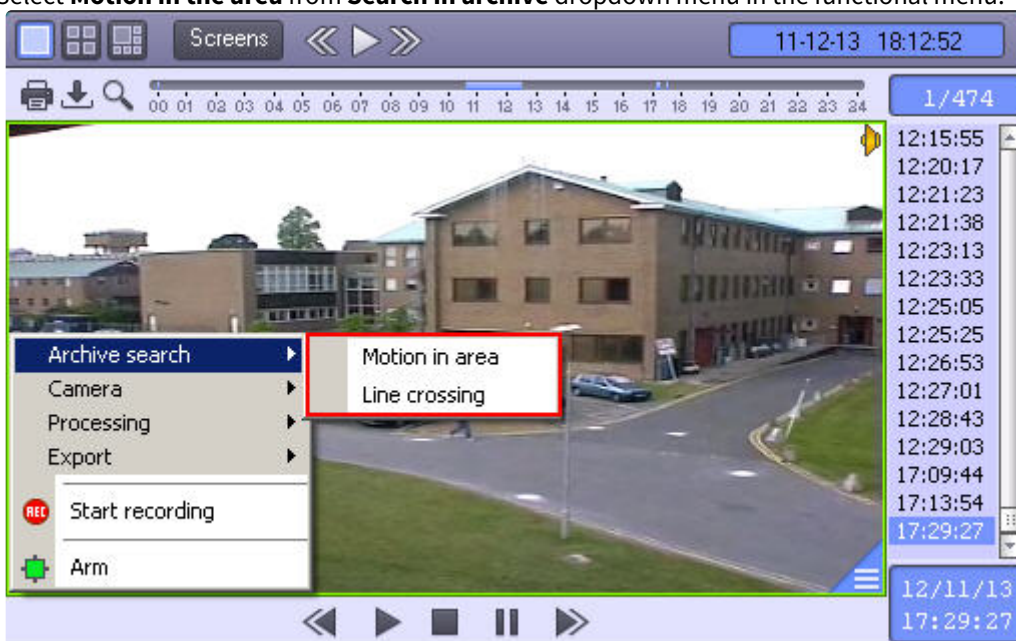 Select Motion in the area from Search in archive dropdown menu in the functional menu.
Screens
11-12-13 18:12:52
00 01 02 03 04 05 06 07 08 09 10 11 12 13 14 15 16 17 18 19 20 21 22 23 24
1/474
12:15:55
12:20:17
12:21:23
12:21:38
12:23:13
12:23:33
12:25:05
12:25:25
12:26:53
12:27:01
12:28:43
12:29:03
17:09:44
17:13:54
17:29:27
Archive search
Camera
Processing
Export
REC Start recording
Arm
Motion in area
Line crossing
12/11/13
17:29:27